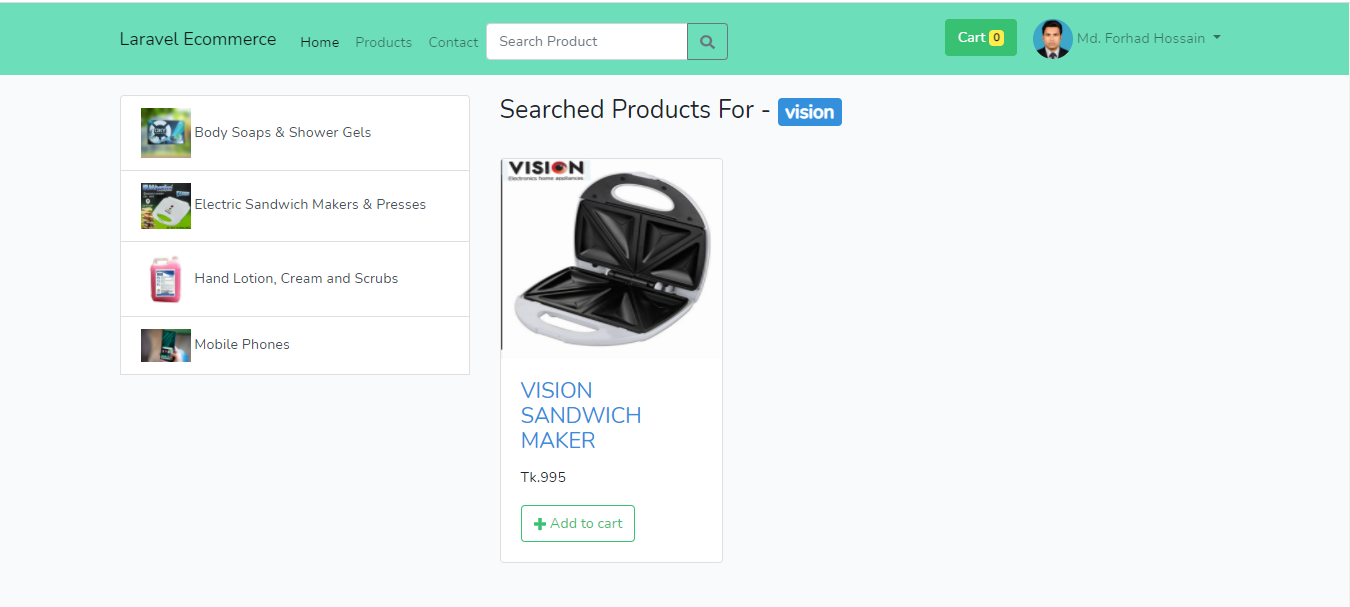 Laravel Ecommerce Home Products Contact Search Product Cart 0 Md. Forhad Hossain
Body Soaps & Shower Gels
Electric Sandwich Makers & Presses
Hand Lotion, Cream and Scrubs
Mobile Phones
Searched Products For - vision
VISION
Electronics home appliances
VISION
SANDWICH
MAKER
Tk.995
Add to cart